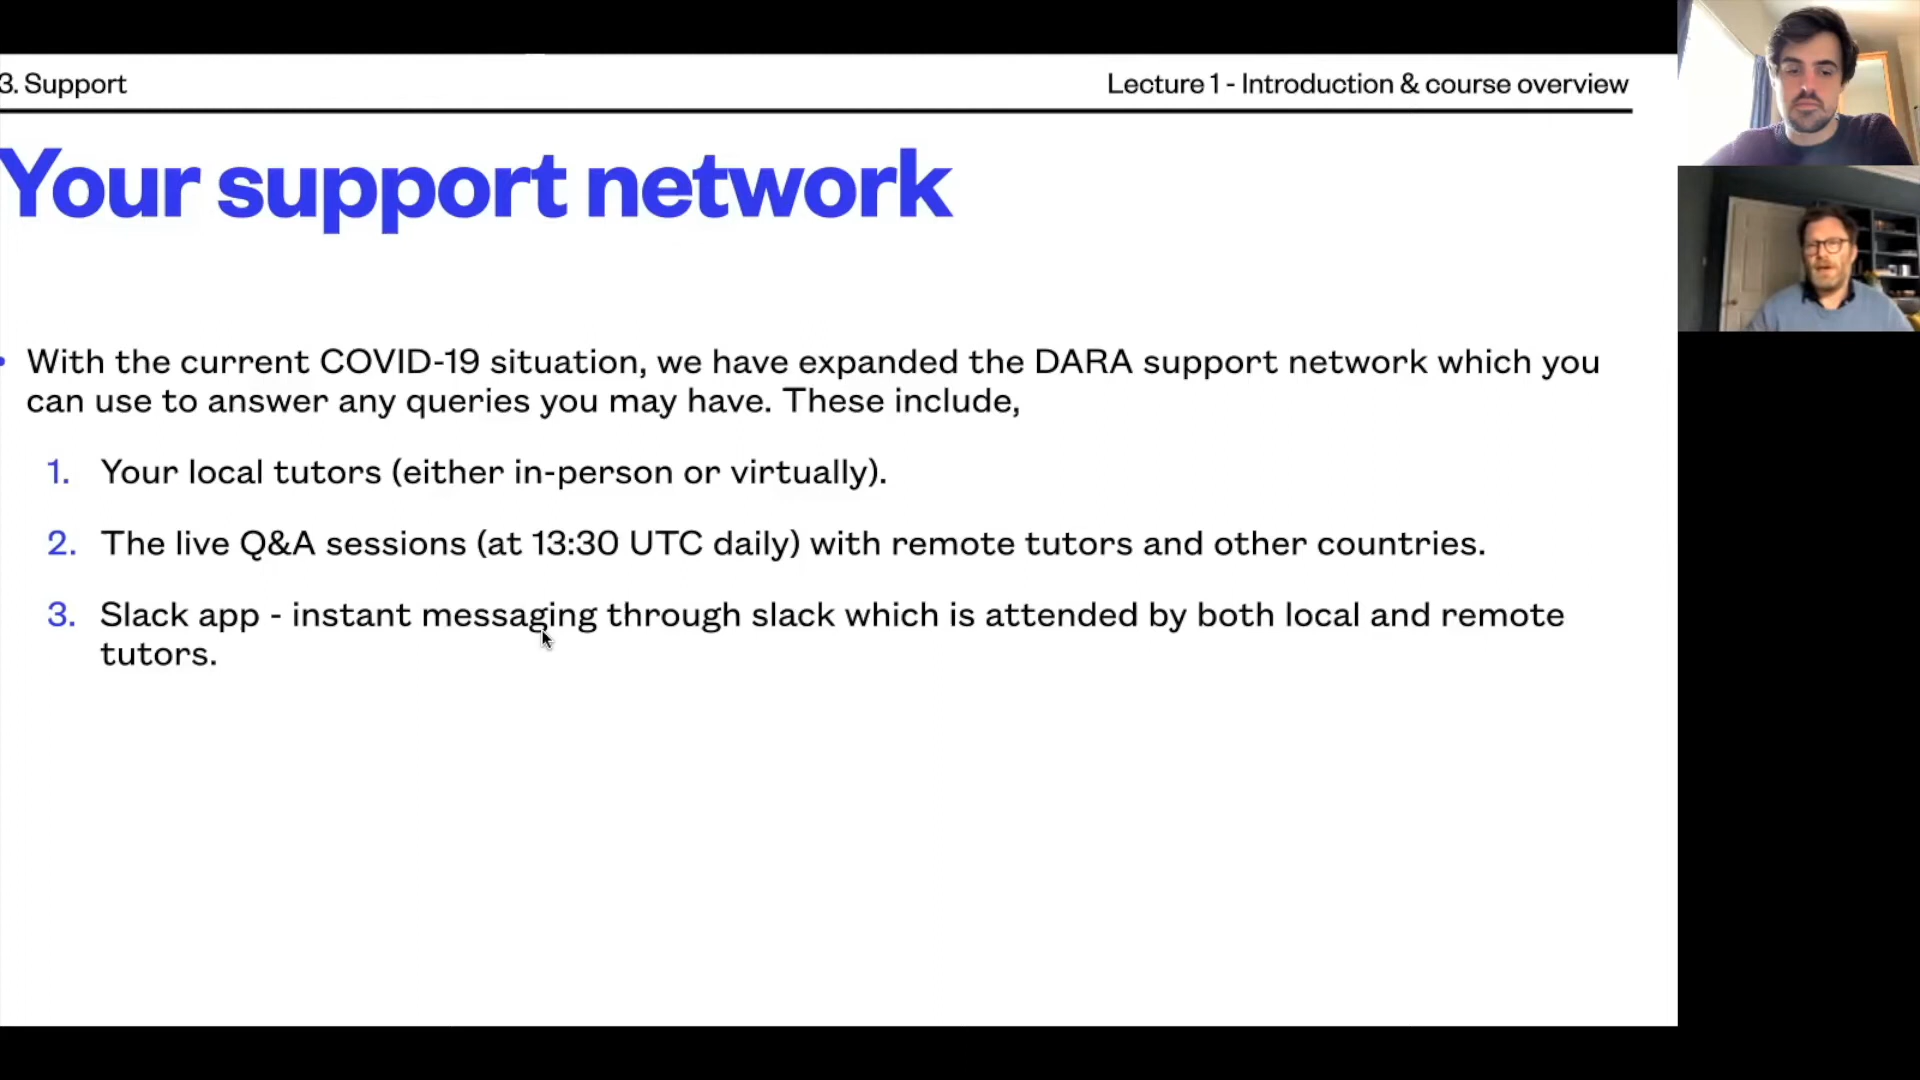 3. Support
Lecture 1 - Introduction & course overview
Your support network
With the current COVID-19 situation, we have expanded the DARA support network which you
can use to answer any queries you may have. These include,
1. Your local tutors (either in-person or virtually).
2. The live Q&A sessions (at 13:30 UTC daily) with remote tutors and other countries.
3. Slack app - instant messaging through slack which is attended by both local and remote
tutors.